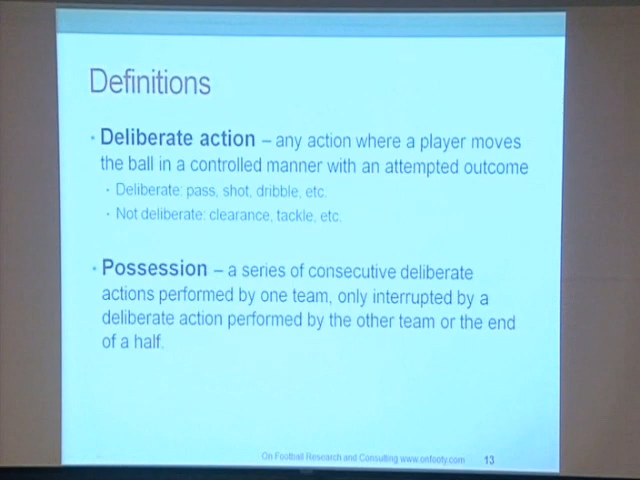 Definitions
• Deliberate action – any action where a player moves
the ball in a controlled manner with an attempted outcome
• Deliberate: pass, shot, dribble, etc.
• Not deliberate: clearance, tackle, etc.
• Possession – a series of consecutive deliberate
actions performed by one team, only interrupted by a
deliberate action performed by the other team or the end
of a half.
On Football Research and Consulting www.onfooty.com 13